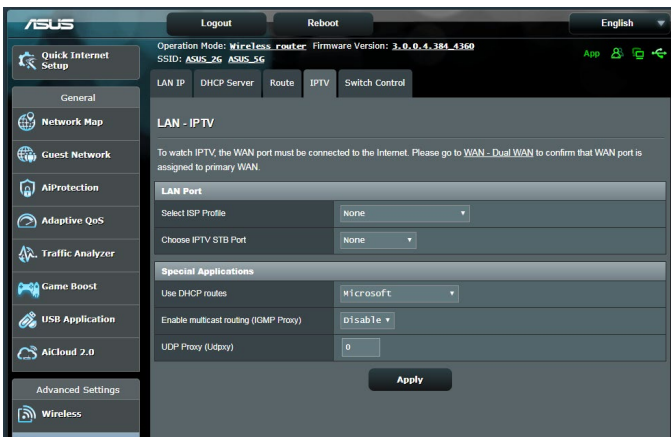 ASUS
Logout
Reboot
English
Quick Internet
Setup
General
Network Map
Guest Network
AiProtection
Adaptive QoS
Traffic Analyzer
Game Boost
USB Application
AiCloud 2.0
Advanced Settings
Wireless
Operation Mode: Wireless router Firmware Version: 3.0.0.4.384_4360
SSID: ASUS_2G ASUS_5G
App
LAN IP
DHCP Server
Route
IPTV
Switch Control
LAN - IPTV
To watch IPTV, the WAN port must be connected to the Internet. Please go to WAN - Dual WAN to confirm that WAN port is
assigned to primary WAN.
LAN Port
Select ISP Profile
None
Choose IPTV STB Port
None
Special Applications
Use DHCP routes
Microsoft
Enable multicast routing (IGMP Proxy)
Disable
UDP Proxy (Udpxy)
0
Apply